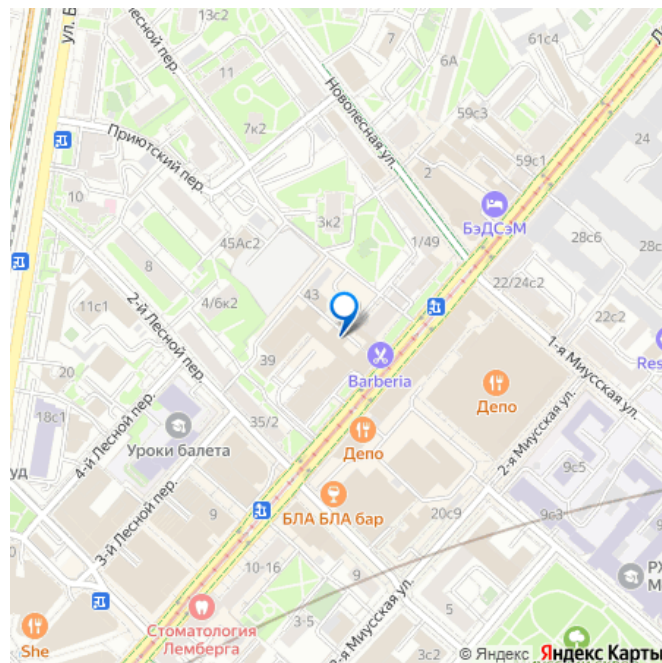 13с2
61с4
ул. Б
2-й Лесной пер.
11
6А
Новолесная ул.
59с3
7к2
Приютский пер.
59с1
2
10
БэДСэМ
3к2
45Ас2
28с6
28с
1/49
8
43
22/24с2
4/6к2
11с1
22с2
2-й Лесной пер.
39
1-я Миусская ул.
Res
20
Barberia
Депо
18с1
35/2
2-я Миусская ул.
Уроки балета
4-й Лесной пер.
Депо
уд
9с5
БЛА БЛА бар
3-й Лесной пер.
9
20с9
9с3
10-16
9
РХ
М
2-я Миусская ул.
5
She
Стоматология
Лемберга
3-5
3с2
© Яндекс Яндекс Карты